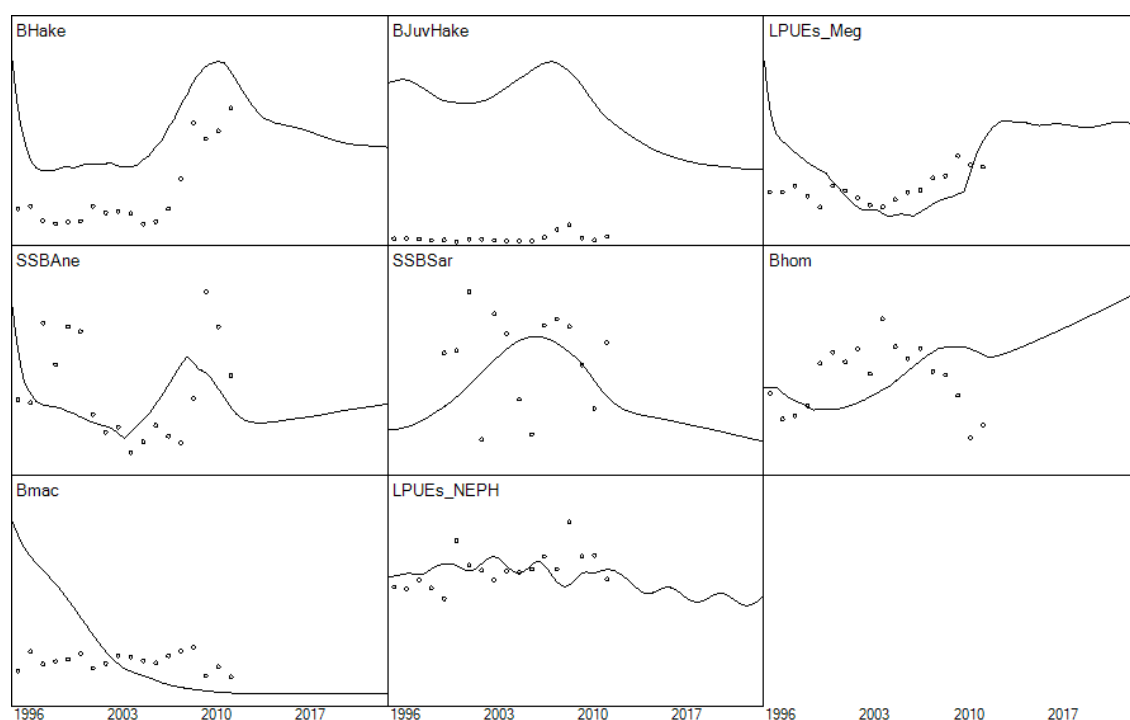 BHake BJuvHake LPUEs_Meg
SSBAne SSBSar Bhom
Bmac LPUEs_NEPH
1996 2003 2010 2017 1996 2003 2010 2017 1996 2003 2010 2017